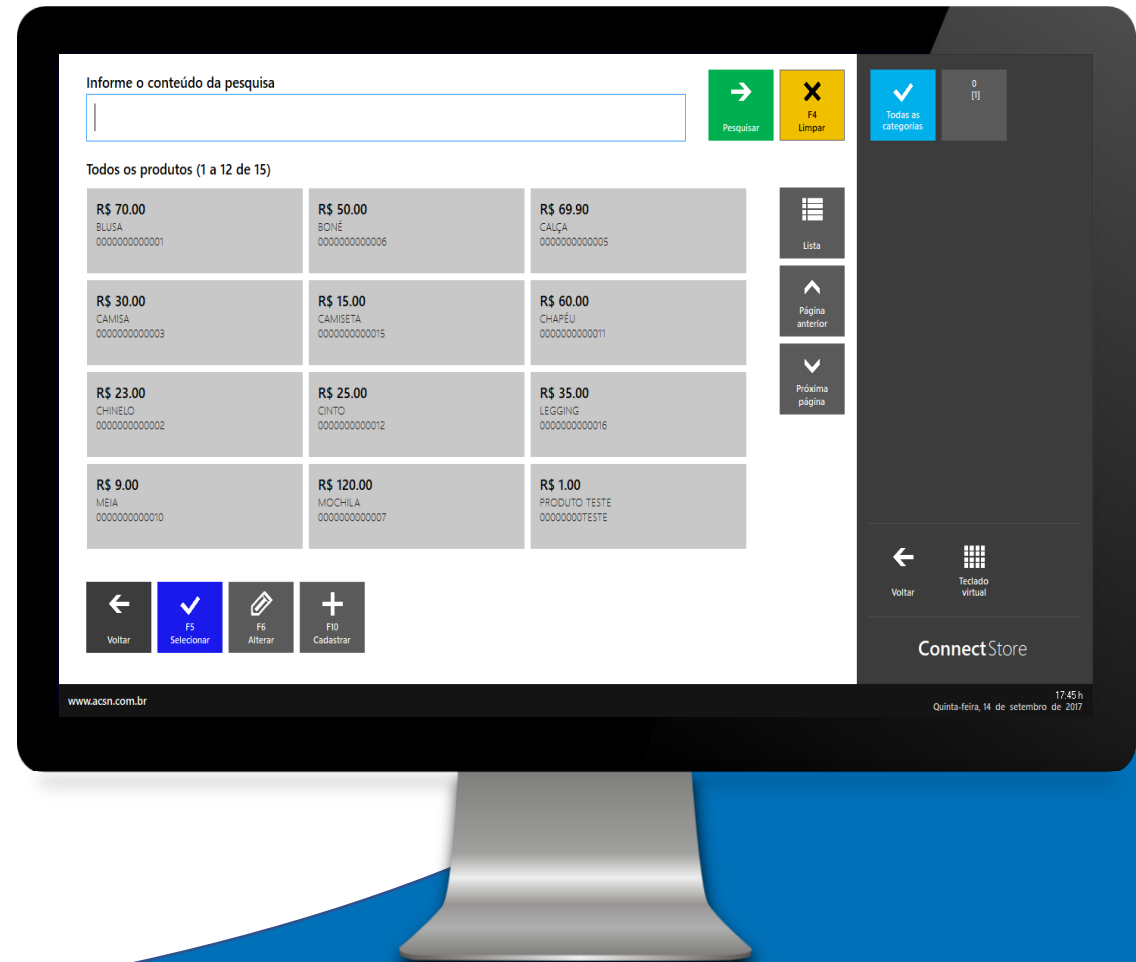 Informe o conteúdo da pesquisa
Pesquisar
F4
Limpar
Todas as
categorias
0
[1]
Todos os produtos (1 a 12 de 15)
R$ 70.00
BLUSA
0000000000001
R$ 50.00
BONÉ
0000000000006
R$ 69.90
CALÇA
0000000000005
Lista
R$ 30.00
CAMISA
0000000000003
R$ 15.00
CAMISETA
0000000000015
R$ 60.00
CHAPÉU
0000000000011
Página
anterior
R$ 23.00
CHINELO
0000000000002
R$ 25.00
CINTO
0000000000012
R$ 35.00
LEGGING
0000000000016
Próxima
página
R$ 9.00
MEIA
0000000000010
R$ 120.00
MOCHILA
0000000000007
R$ 1.00
PRODUTO TESTE
00000000TESTE
Voltar
F5
Selecionar
F6
Alterar
F10
Cadastrar
Voltar
Teclado
virtual
ConnectStore
www.acsn.com.br
17:45 h
Quinta-feira, 14 de setembro de 2017